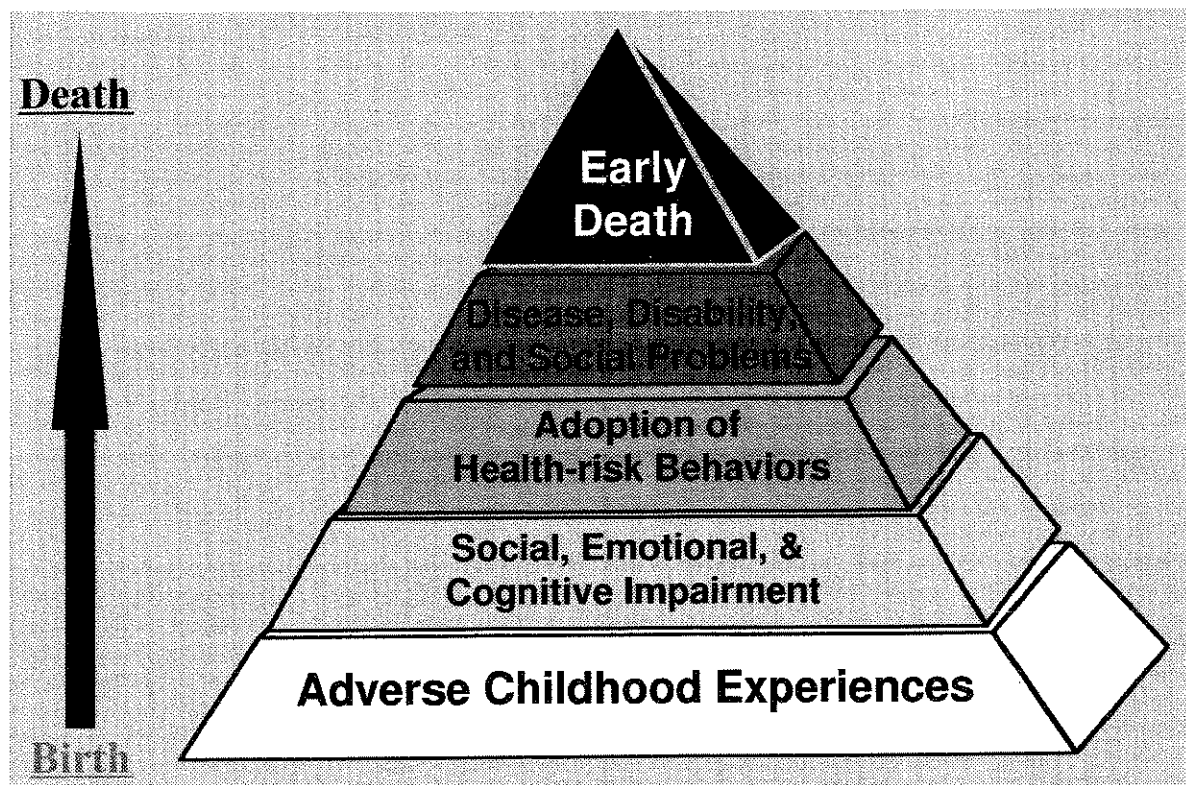 Death
Early
Death
Disease, Disability,
and Social Problems
Adoption of
Health-risk Behaviors
Social, Emotional, &
Cognitive Impairment
Adverse Childhood Experiences
Birth